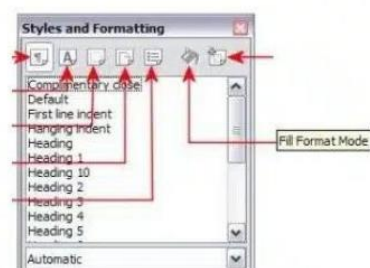 Styles and Formatting
Complimentary close
Default
First line indent
Hanging indent
Heading
Heading 1
Heading 10
Heading 2
Heading 3
Heading 4
Heading 5
Automatic
Fill Format Mode